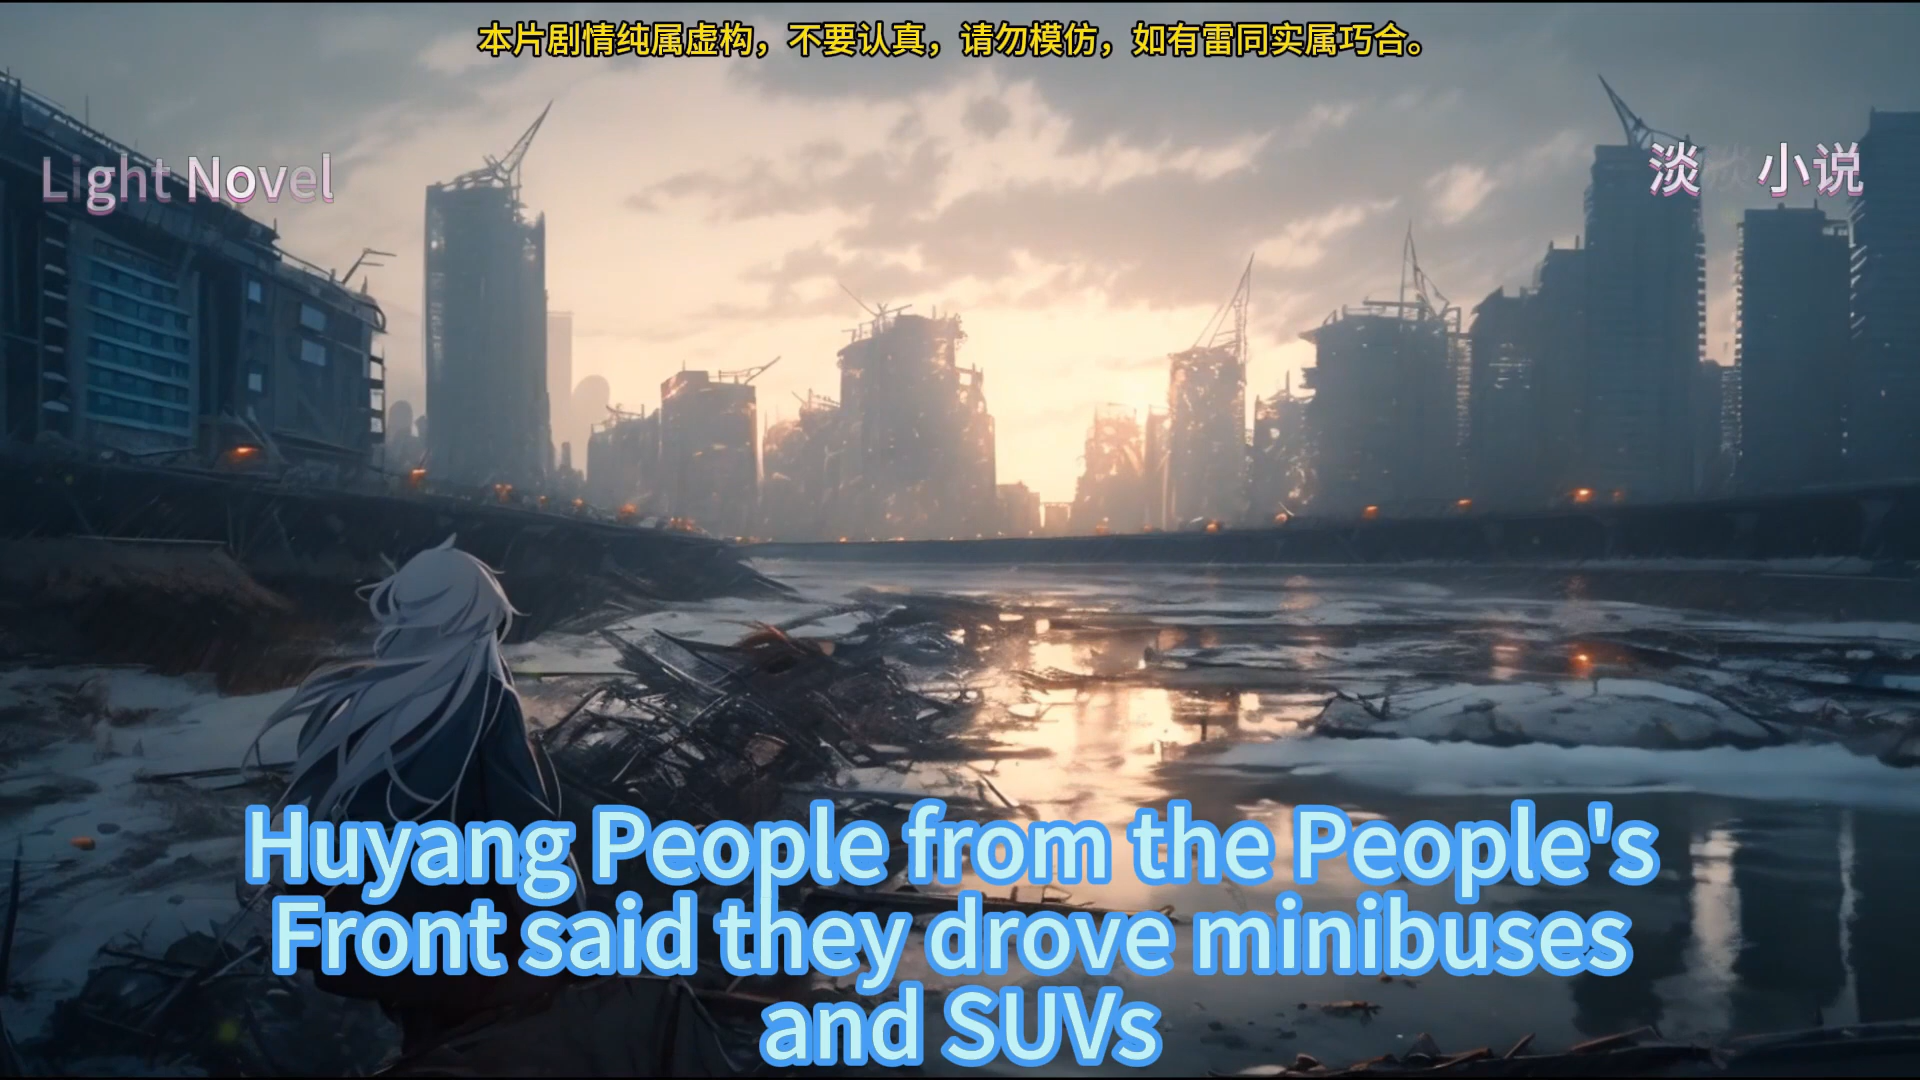 本片剧情纯属虚构，不要认真，请勿模仿，如有雷同实属巧合。
Light Novel
淡淡小说
Huyang People from the People's
Front said they drove minibuses
and SUVs